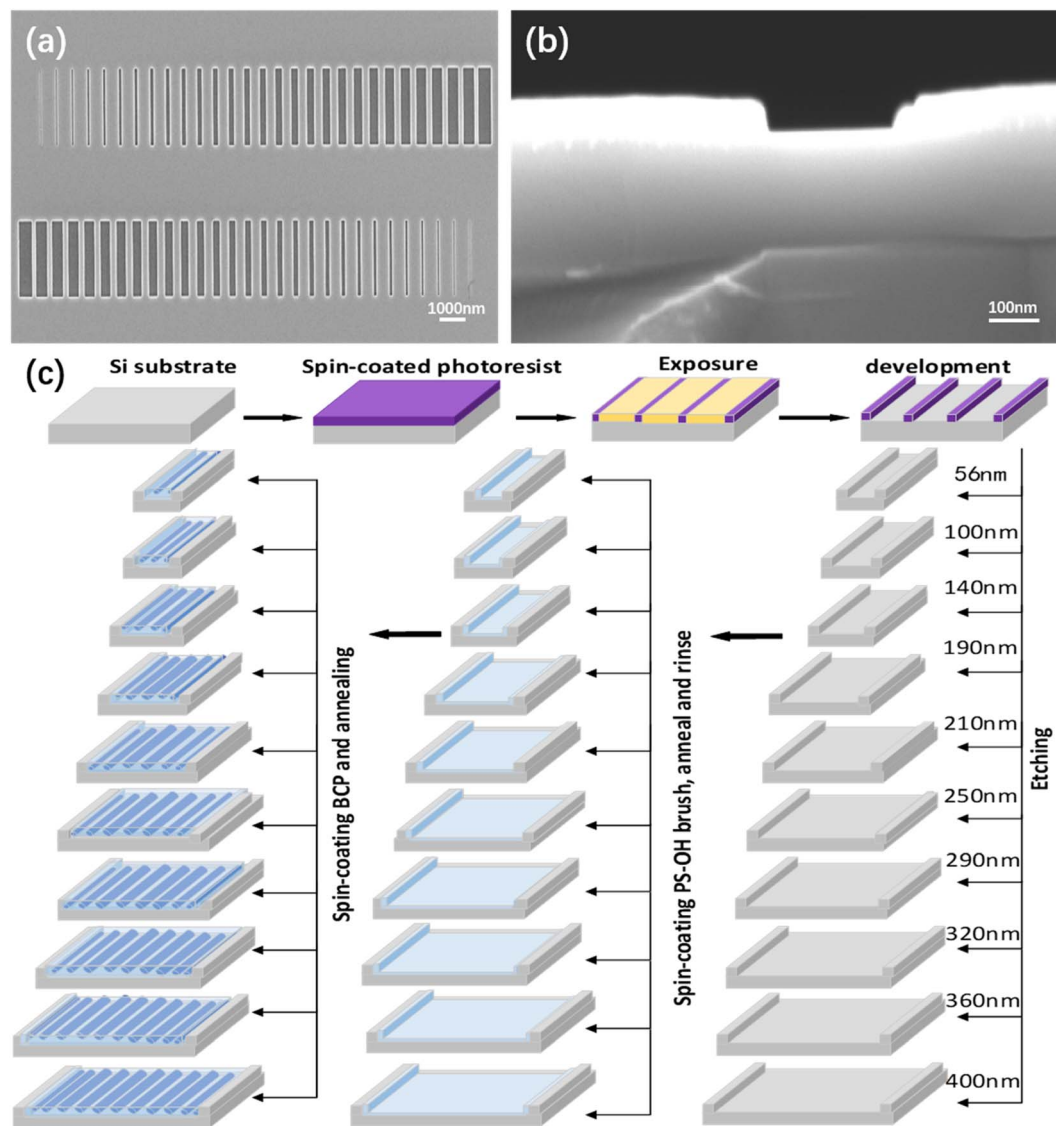 (a)
1000nm
(b)
100nm
(c)
Si substrate
Spin-coated photoresist
Exposure
development
56nm
100nm
140nm
190nm
210nm
250nm
290nm
320nm
360nm
400nm
Spin-coating BCP and annealing
Spin-coating PS-OH brush, anneal and rinse
Etching